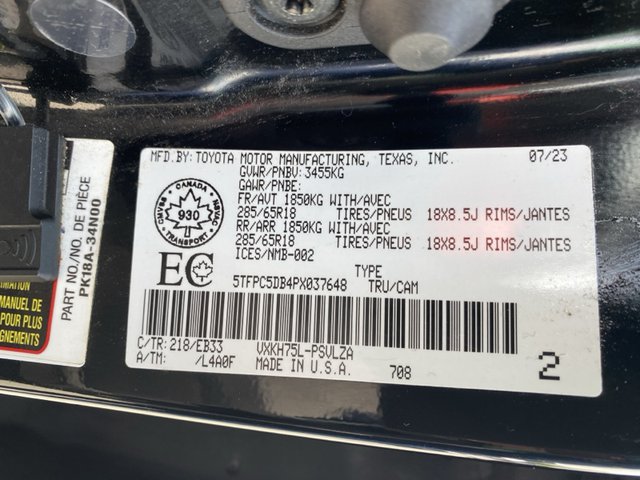 MFD.BY:TOYOTA MOTOR MANUFACTURING, TEXAS, INC. 07/23
GVWR/PNBV:3455KG
GAWR/PNBE:
FR/AVT 1850KG WITH/AVEC
285/65R18 TIRES/PNEUS 18X8.5J RIMS/JANTES
RR/ARR 1850KG WITH/AVEC
285/65R18 TIRES/PNEUS 18X8.5J RIMS/JANTES
ICES/NMB-002
CANADA
930
TRANSPORT
EC
TYPE
5TFPC5DB4PX037648 TRU/CAM
C/TR:218/EB33 VXKH75L-PSVLZA
A/TM: /L4A0F MADE IN U.S.A. 708
2
PART NO./NO. DE PIÈCE
PK18A-34N00
MANUEL DE
POUR PLUS